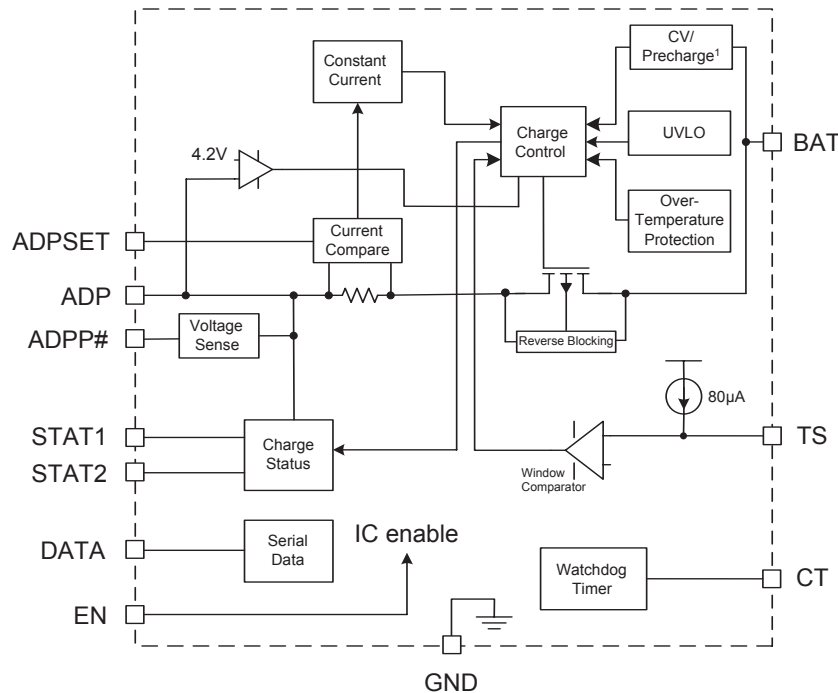 Constant
Current
CV/
Precharge1
Charge
Control
UVLO
BAT
4.2V
Over-
Temperature
Protection
ADPSET
Current
Compare
ADP
ADPP#
Voltage
Sense
Reverse Blocking
80µA
STAT1
Charge
Status
TS
STAT2
Window
Comparator
DATA
Serial
Data
IC enable
Watchdog
Timer
CT
EN
GND